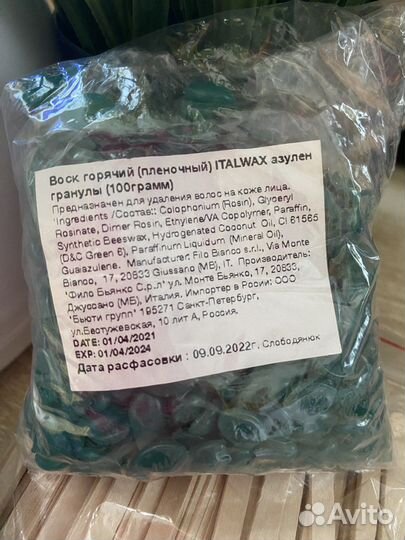 Воск горячий (пленочный) ITALWAX азулен
гранулы (100грамм)
Предназначен для удаления волос на коже лица.
Ingredients /Состав: Colophonium (Rosin), Glyceryl
Rosinate, Dimer Rosin, Ethylene/VA Copolymer, Paraffin,
Synthetic Beeswax, Hydrogenated Coconut Oil, CI 61565
(D&C Green 6), Paraffinum Liquidum (Mineral Oil),
Guaiazulene. Manufacturer: Filo Bianco s.r.l., Via Monte
Bianco, 17, 20833 Giussano (MB), IT. Производитель:
"Фило Бьянко С.р.л" ул. Монте Бьянко, 17, 20833,
Джуссано (МБ), Италия. Импортер в Росии: ООО
"Бьюти групп" 195271 Санкт-Петербург,
ул.Бестужевская, 10 лит А, Россия.
DATE: 01/04/2021
EXP: 01/04/2024
Дата расфасовки : 09.09.2022г. Слободянюк
Avito